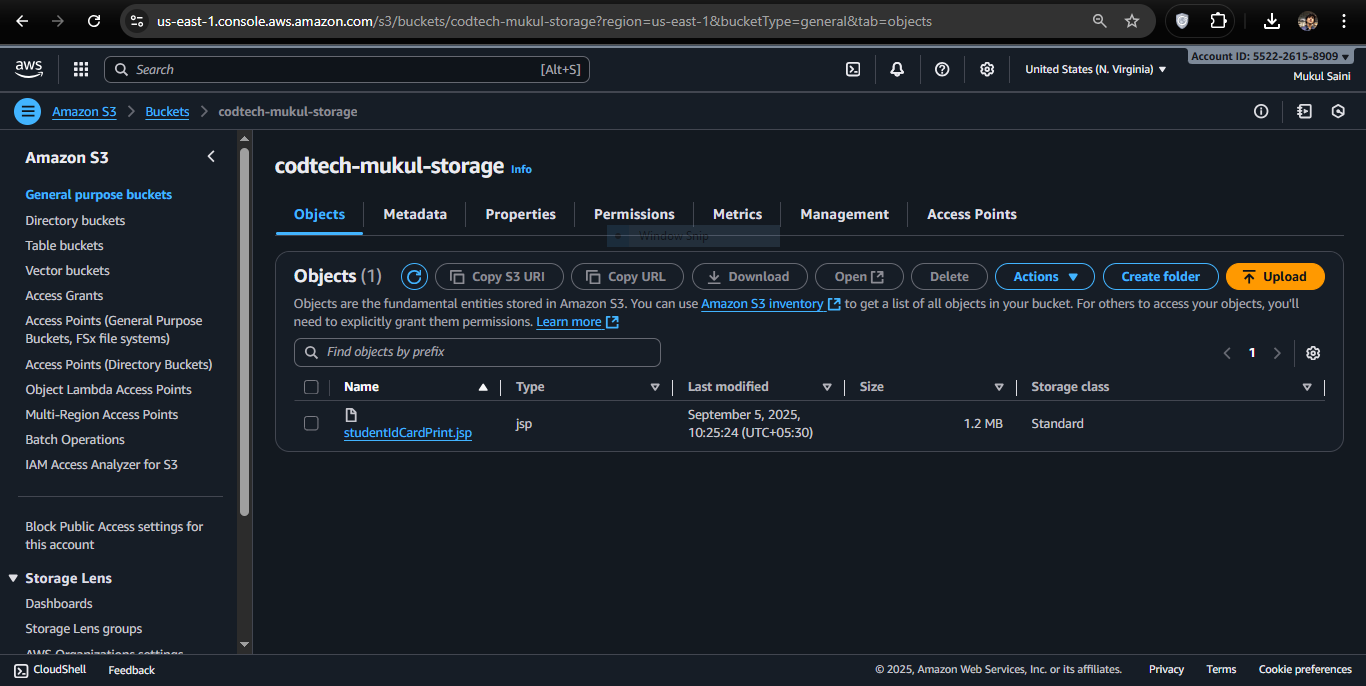 us-east-1.console.aws.amazon.com/s3/buckets/codtech-mukul-storage?region=us-east-1&bucketType=general&tab=objects
aws
Search [Alt+S]
United States (N. Virginia)
Account ID: 5522-2615-8909
Mukul Saini
Amazon S3 > Buckets > codtech-mukul-storage
Amazon S3
General purpose buckets
Directory buckets
Table buckets
Vector buckets
Access Grants
Access Points (General Purpose
Buckets, FSx file systems)
Access Points (Directory Buckets)
Object Lambda Access Points
Multi-Region Access Points
Batch Operations
IAM Access Analyzer for S3
Block Public Access settings for
this account
Storage Lens
Dashboards
Storage Lens groups
AWS Organizations settings
codtech-mukul-storage Info
Objects Metadata Properties Permissions Metrics Management Access Points
Window Snip
Objects (1) Copy S3 URI Copy URL Download Open Delete Actions Create folder Upload
Objects are the fundamental entities stored in Amazon S3. You can use Amazon S3 inventory to get a list of all objects in your bucket. For others to access your objects, you'll
need to explicitly grant them permissions. Learn more
Find objects by prefix
1
Name Type Last modified Size Storage class
studentIdCardPrint.jsp jsp September 5, 2025, 1.2 MB Standard
10:25:24 (UTC+05:30)
CloudShell Feedback © 2025, Amazon Web Services, Inc. or its affiliates. Privacy Terms Cookie preferences